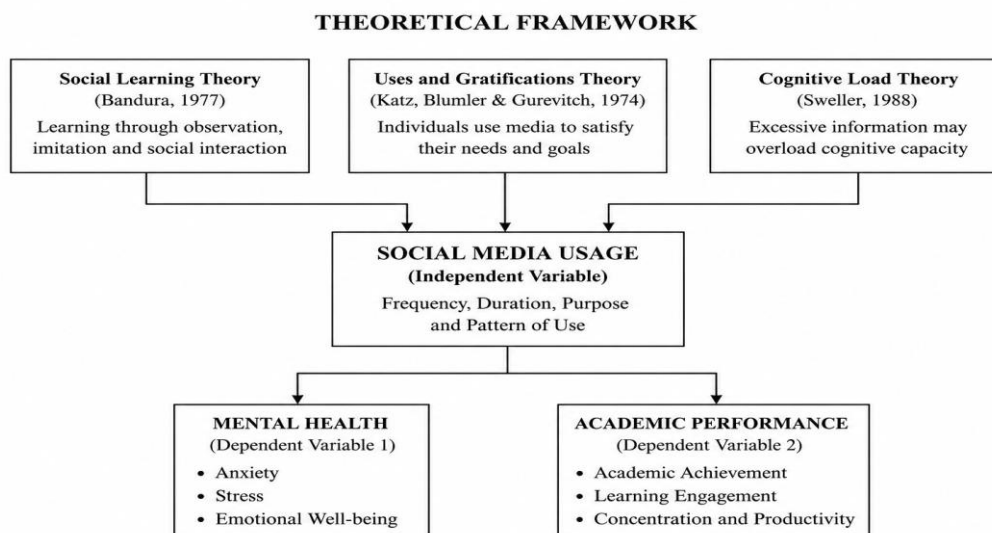 THEORETICAL FRAMEWORK
Social Learning Theory
(Bandura, 1977)
Learning through observation,
imitation and social interaction
Uses and Gratifications Theory
(Katz, Blumler & Gurevitch, 1974)
Individuals use media to satisfy
their needs and goals
Cognitive Load Theory
(Sweller, 1988)
Excessive information may
overload cognitive capacity
SOCIAL MEDIA USAGE
(Independent Variable)
Frequency, Duration, Purpose
and Pattern of Use
MENTAL HEALTH
(Dependent Variable 1)
• Anxiety
• Stress
• Emotional Well-being
ACADEMIC PERFORMANCE
(Dependent Variable 2)
• Academic Achievement
• Learning Engagement
• Concentration and Productivity